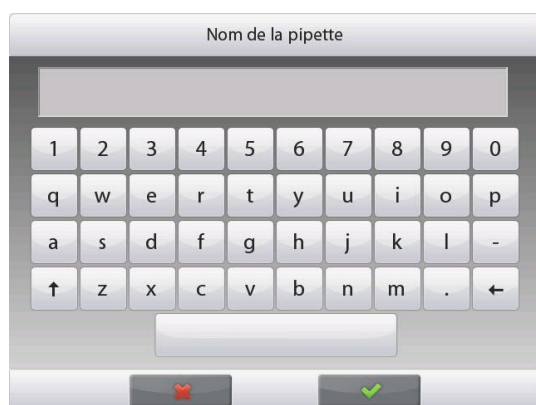 Nom de la pipette
1 2 3 4 5 6 7 8 9 0
q w e r t y u i o p
a s d f g h j k l -
↑ z x c v b n m . ←